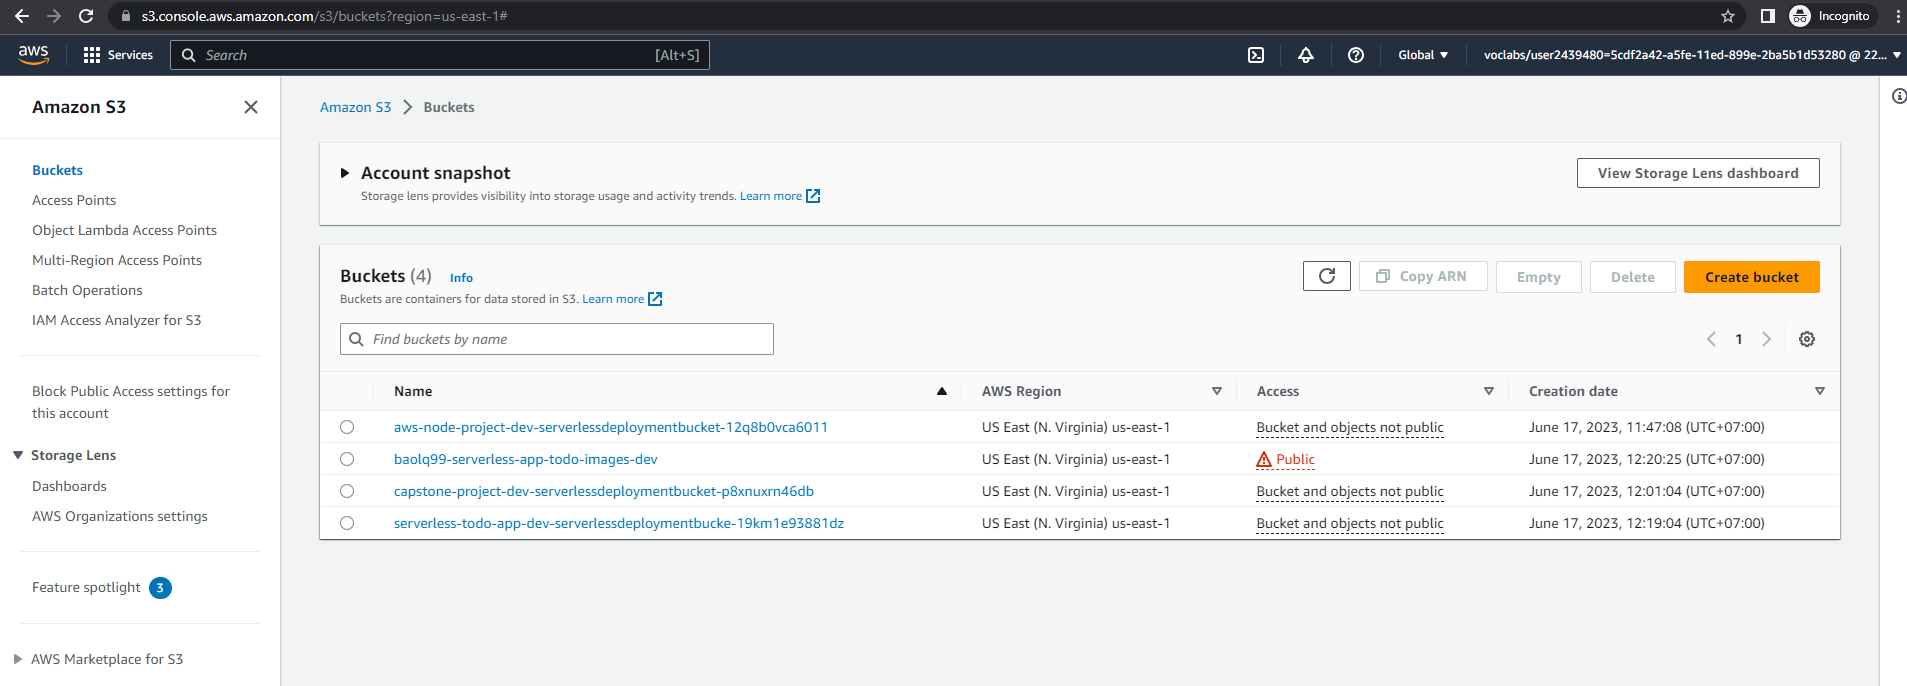 s3.console.aws.amazon.com/s3/buckets?region=us-east-1#
Incognito
aws
Services
Search
[Alt+S]
Global
voclabs/user2439480=5cdf2a42-a5fe-11ed-899e-2ba5b1d53280 @ 22...
Amazon S3
Buckets
Access Points
Object Lambda Access Points
Multi-Region Access Points
Batch Operations
IAM Access Analyzer for S3
Block Public Access settings for
this account
Storage Lens
Dashboards
AWS Organizations settings
Feature spotlight 3
AWS Marketplace for S3
Amazon S3 > Buckets
Account snapshot
Storage lens provides visibility into storage usage and activity trends. Learn more
View Storage Lens dashboard
Buckets (4) Info
Buckets are containers for data stored in S3. Learn more
Copy ARN
Empty
Delete
Create bucket
Find buckets by name
1
Name AWS Region Access Creation date
aws-node-project-dev-serverlessdeploymentbucket-12q8b0vca6011 US East (N. Virginia) us-east-1 Bucket and objects not public June 17, 2023, 11:47:08 (UTC+07:00)
baolq99-serverless-app-todo-images-dev US East (N. Virginia) us-east-1 Public June 17, 2023, 12:20:25 (UTC+07:00)
capstone-project-dev-serverlessdeploymentbucket-p8xnuxrn46db US East (N. Virginia) us-east-1 Bucket and objects not public June 17, 2023, 12:01:04 (UTC+07:00)
serverless-todo-app-dev-serverlessdeploymentbucke-19km1e93881dz US East (N. Virginia) us-east-1 Bucket and objects not public June 17, 2023, 12:19:04 (UTC+07:00)